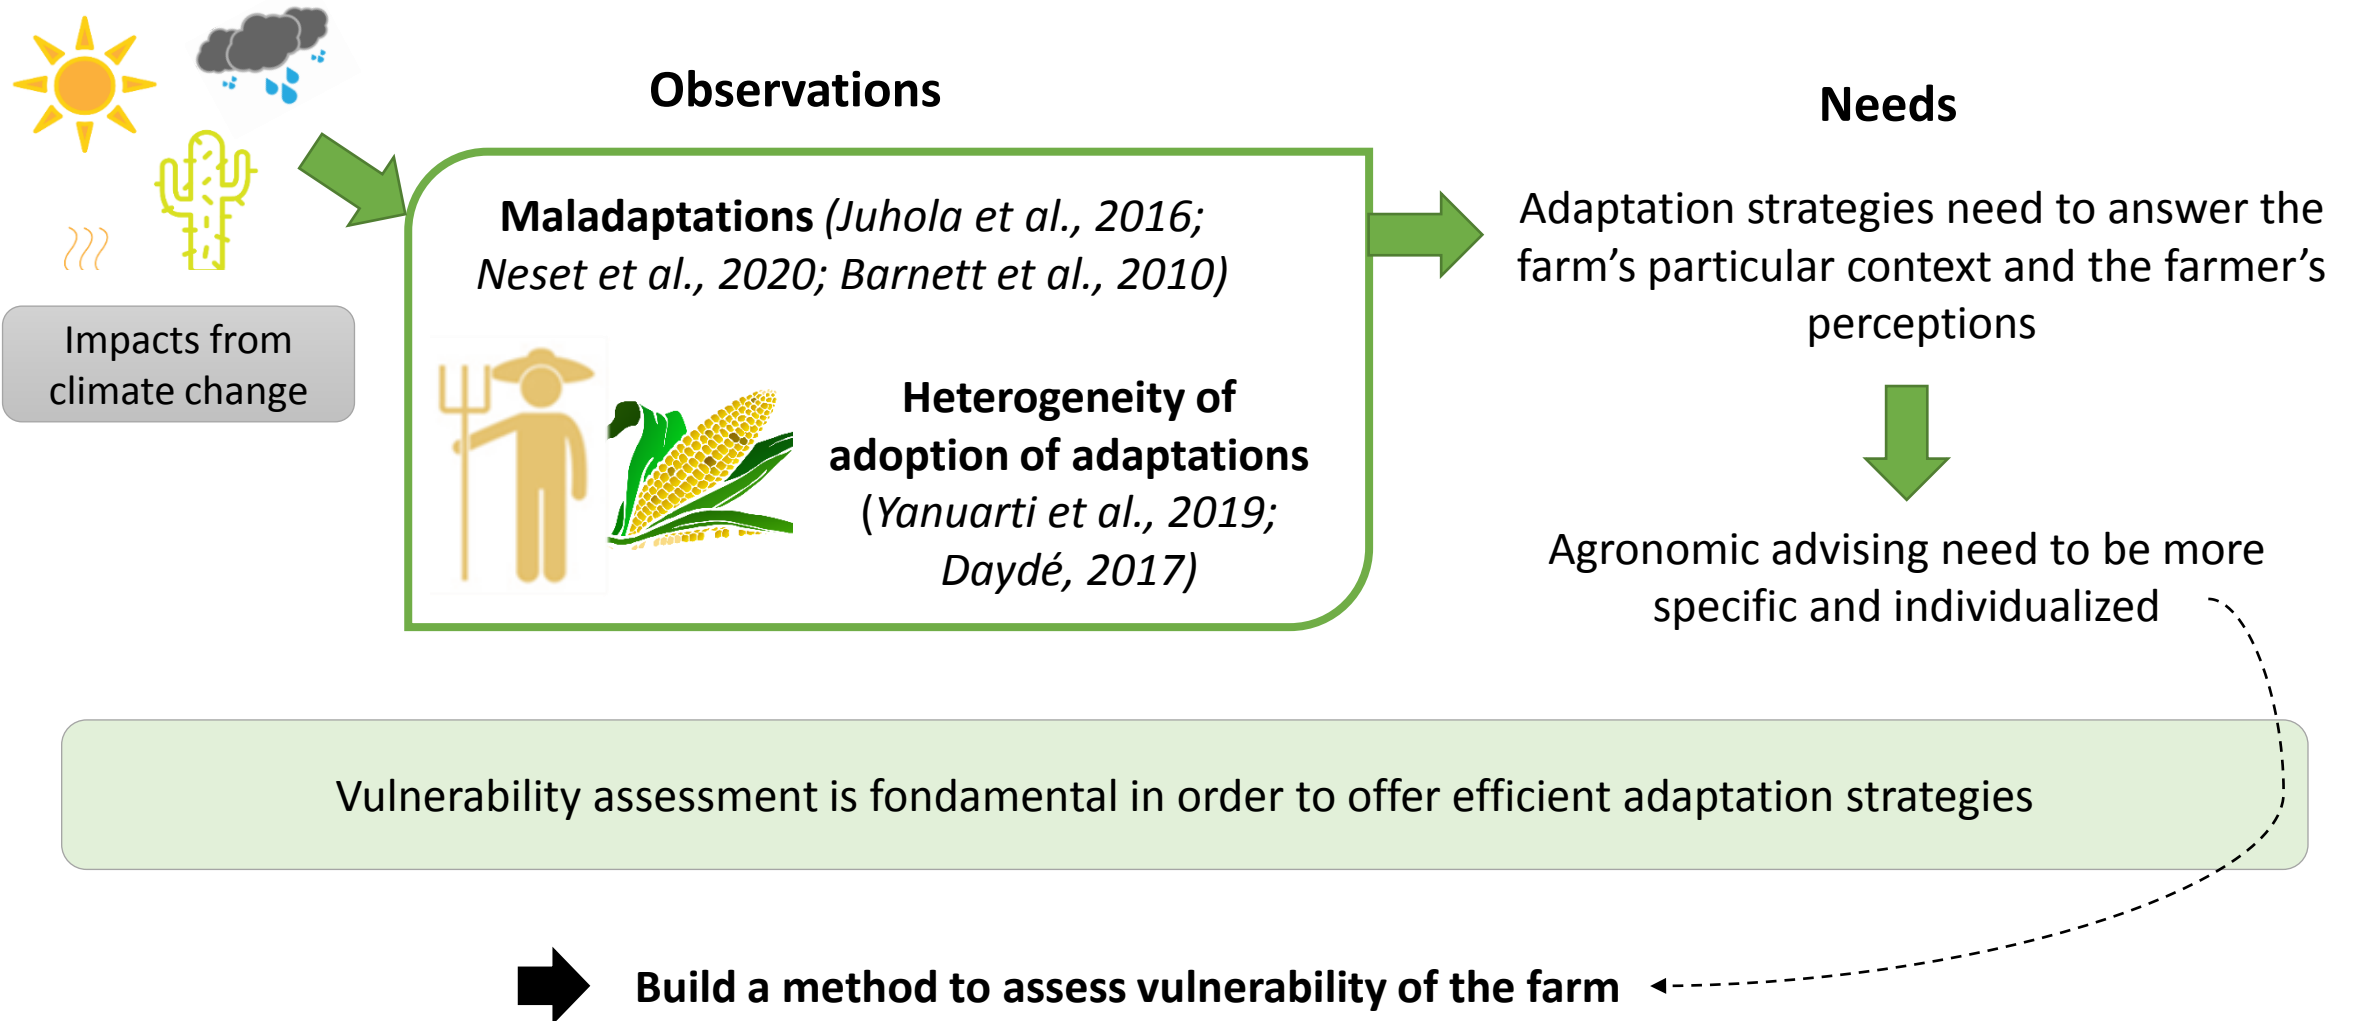 Observations
Needs
Impacts from
climate change
Maladaptations (Juhola et al., 2016;
Neset et al., 2020; Barnett et al., 2010)
Heterogeneity of
adoption of adaptations
(Yanuarti et al., 2019;
Daydé, 2017)
Adaptation strategies need to answer the
farm’s particular context and the farmer’s
perceptions
Agronomic advising need to be more
specific and individualized
Vulnerability assessment is fondamental in order to offer efficient adaptation strategies
Build a method to assess vulnerability of the farm